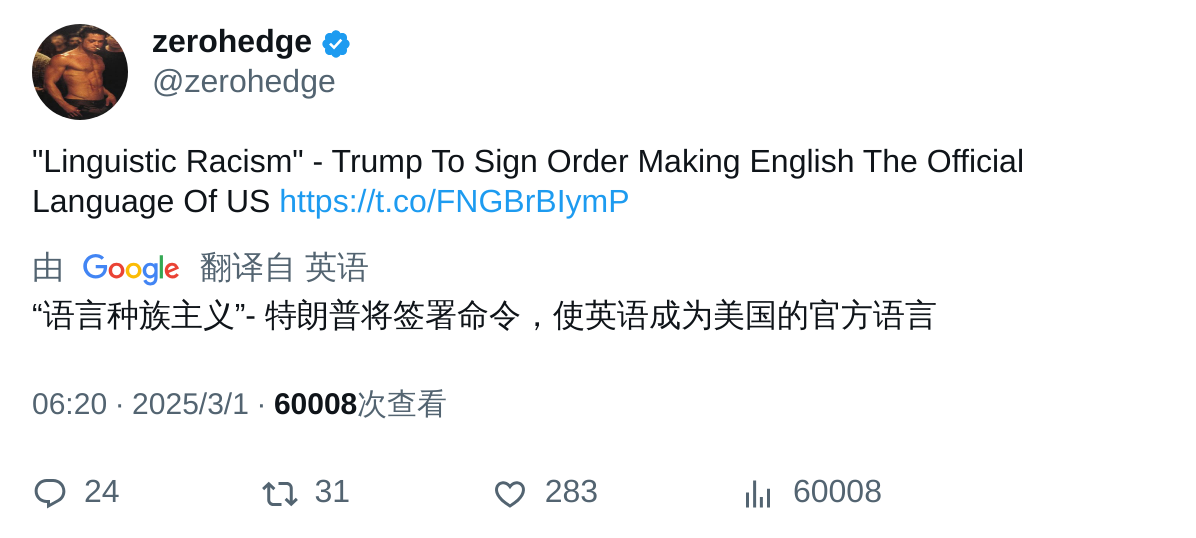 zerohedge
@zerohedge
"Linguistic Racism" - Trump To Sign Order Making English The Official
Language Of US https://t.co/FNGBrBIymP
由 Google 翻译自 英语
“语言种族主义”- 特朗普将签署命令，使英语成为美国的官方语言
06:20 · 2025/3/1 · 60008次查看
24 31 283 60008